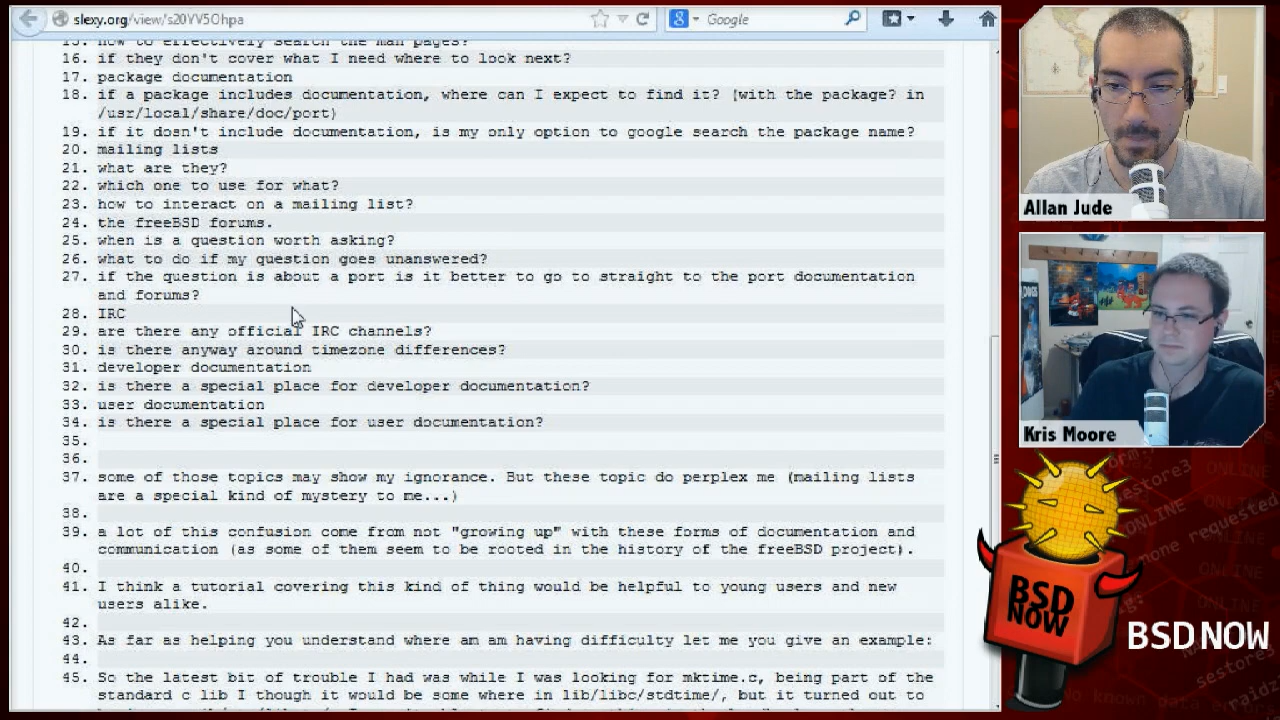 slexy.org/view/s20YV5Ohpa
Google
15. how to effectively search the man pages?
16. if they don't cover what I need where to look next?
17. package documentation
18. if a package includes documentation, where can I expect to find it? (with the package? in
/usr/local/share/doc/port)
19. if it dosn't include documentation, is my only option to google search the package name?
20. mailing lists
21. what are they?
22. which one to use for what?
23. how to interact on a mailing list?
24. the freeBSD forums.
25. when is a question worth asking?
26. what to do if my question goes unanswered?
27. if the question is about a port is it better to go to straight to the port documentation
and forums?
28. IRC
29. are there any official IRC channels?
30. is there anyway around timezone differences?
31. developer documentation
32. is there a special place for developer documentation?
33. user documentation
34. is there a special place for user documentation?
35.
36.
37. some of those topics may show my ignorance. But these topic do perplex me (mailing lists
are a special kind of mystery to me...)
38.
39. a lot of this confusion come from not "growing up" with these forms of documentation and
communication (as some of them seem to be rooted in the history of the freeBSD project).
40.
41. I think a tutorial covering this kind of thing would be helpful to young users and new
users alike.
42.
43. As far as helping you understand where an am having difficulty let me you give an example:
44.
45. So the latest bit of trouble I had was while I was looking for mktime.c, being part of the
standard c lib I though it would be some where in lib/libc/stdtime/, but it turned out to
Allan Jude
Kris Moore
BSD
NOW
BSD NOW